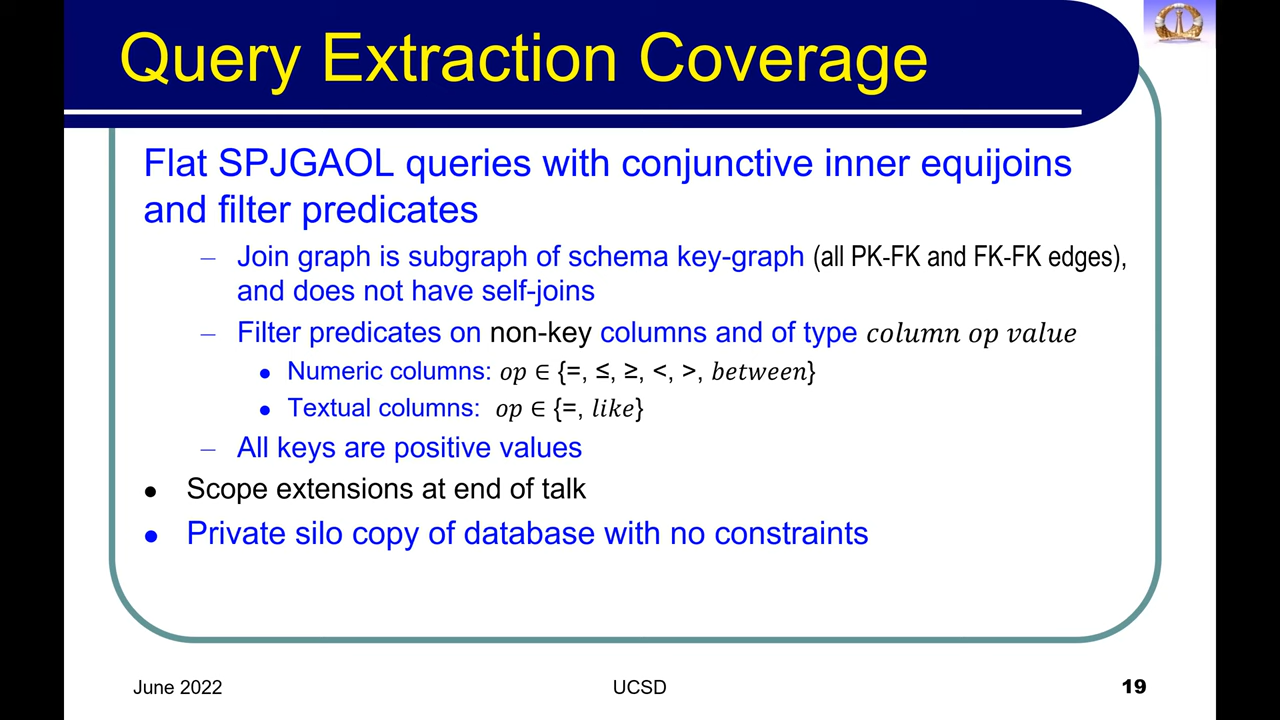 Query Extraction Coverage
Flat SPJGAOL queries with conjunctive inner equijoins
and filter predicates
– Join graph is subgraph of schema key-graph (all PK-FK and FK-FK edges),
and does not have self-joins
– Filter predicates on non-key columns and of type column op value
● Numeric columns: op ∈ {=, ≤, ≥, <, >, between}
● Textual columns: op ∈ {=, like}
– All keys are positive values
● Scope extensions at end of talk
● Private silo copy of database with no constraints
June 2022 UCSD 19